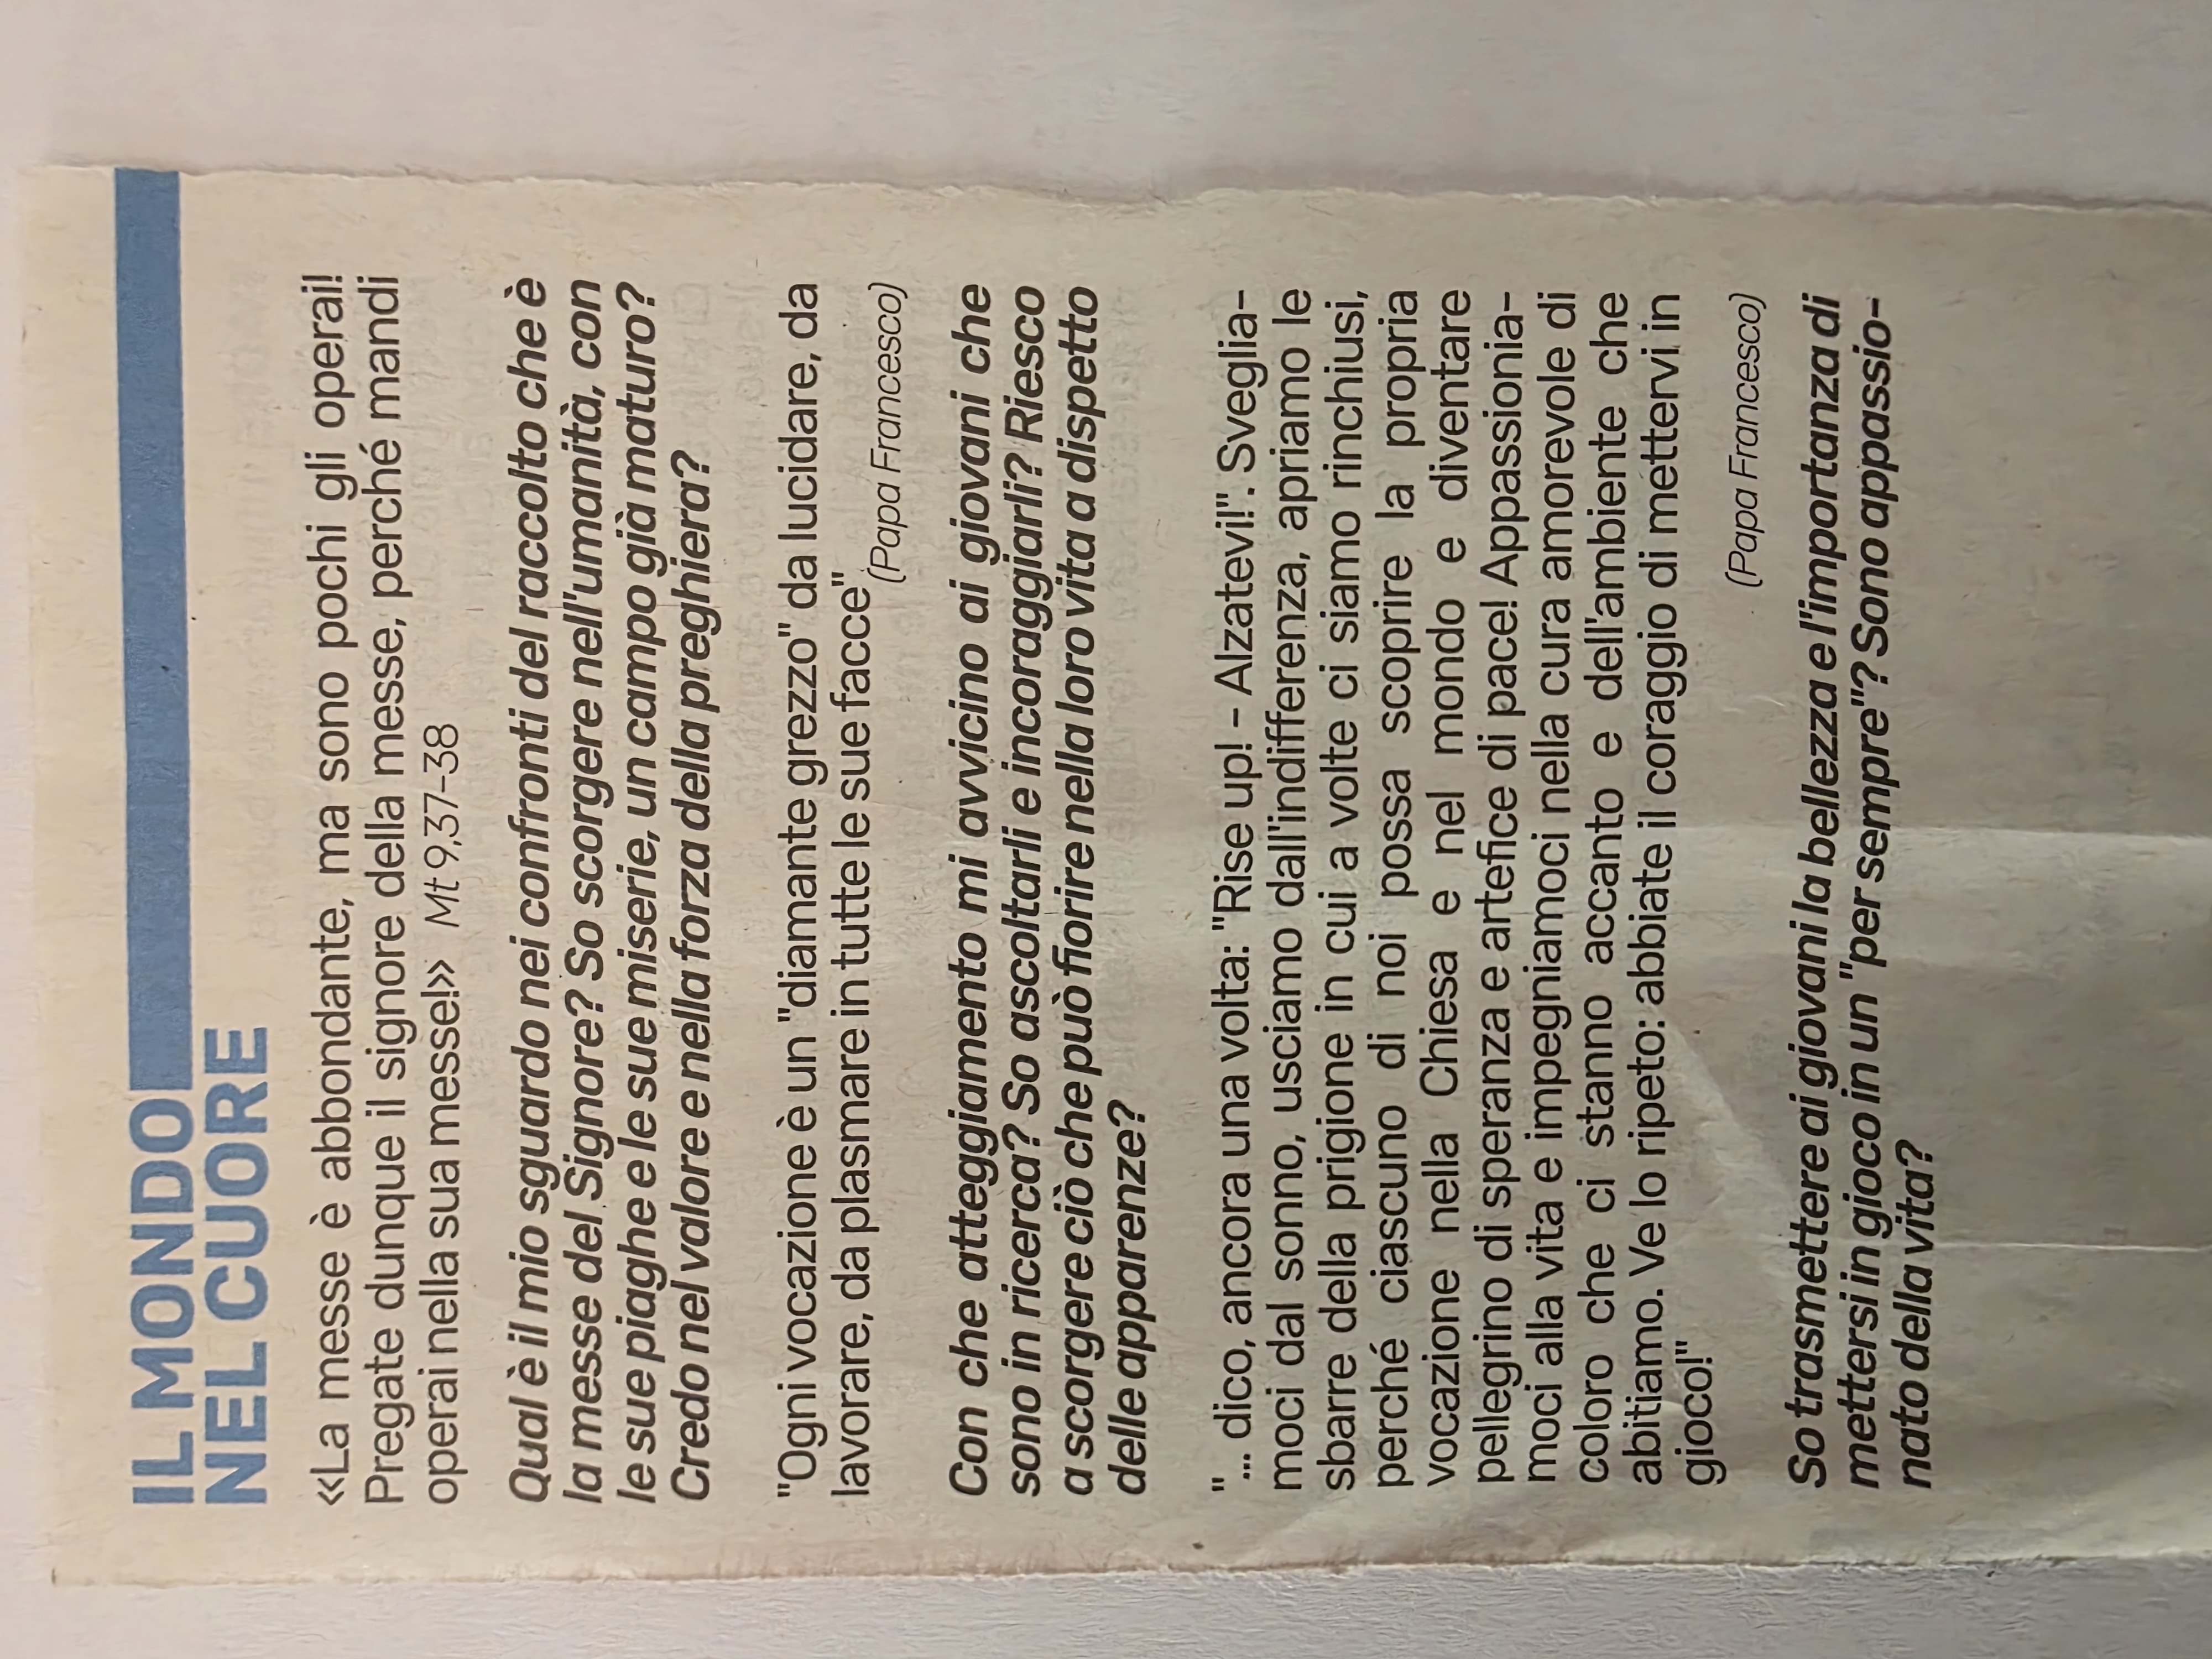 IL MONDO
NEL CUORE
«La messe è abbondante, ma sono pochi gli operai!
Pregate dunque il signore della messe, perché mandi
operai nella sua messe!» Mt 9,37-38
Qual è il mio sguardo nei confronti del raccolto che è
la messe del Signore? So scorgere nell'umanità, con
le sue piaghe e le sue miserie, un campo già maturo?
Credo nel valore e nella forza della preghiera?
"Ogni vocazione è un "diamante grezzo" da lucidare, da
lavorare, da plasmare in tutte le sue facce".
(Papa Francesco)
Con che atteggiamento mi avvicino ai giovani che
sono in ricerca? So ascoltarli e incoraggiarli? Riesco
a scorgere ciò che può fiorire nella loro vita a dispetto
delle apparenze?
"... dico, ancora una volta: "Rise up! - Alzatevi!". Sveglia-
moci dal sonno, usciamo dall'indifferenza, apriamo le
sbarre della prigione in cui a volte ci siamo rinchiusi,
perché ciascuno di noi possa scoprire la propria
vocazione nella Chiesa e nel mondo e diventare
pellegrino di speranza e artefice di pace! Appassionia-
moci alla vita e impegniamoci nella cura amorevole di
coloro che ci stanno accanto e dell'ambiente che
abitiamo. Ve lo ripeto: abbiate il coraggio di mettervi in
gioco!"
(Papa Francesco)
So trasmettere ai giovani la bellezza e l'importanza di
mettersi in gioco in un "per sempre"? Sono appassio-
nato della vita?